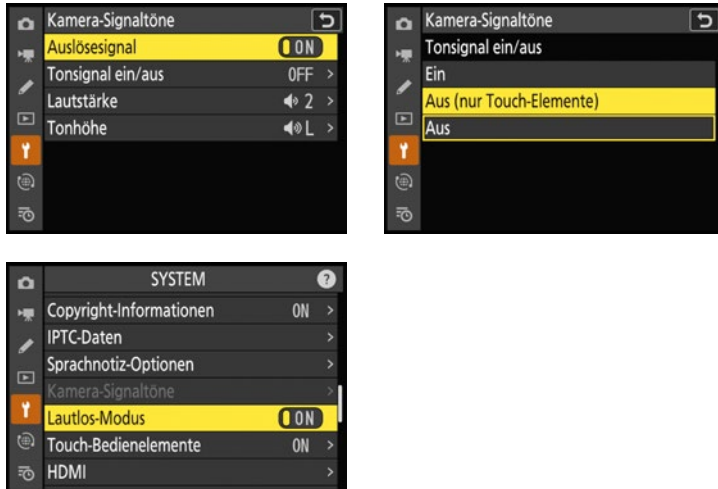 Kamera-Signaltöne
Auslösesignal ON
Tonsignal ein/aus OFF >
Lautstärke 2 >
Tonhöhe L >
Kamera-Signaltöne
Tonsignal ein/aus
Ein
Aus (nur Touch-Elemente)
Aus
SYSTEM ?
Copyright-Informationen ON >
IPTC-Daten >
Sprachnotiz-Optionen >
Kamera-Signaltöne >
Lautlos-Modus ON
Touch-Bedienelemente ON >
HDMI >